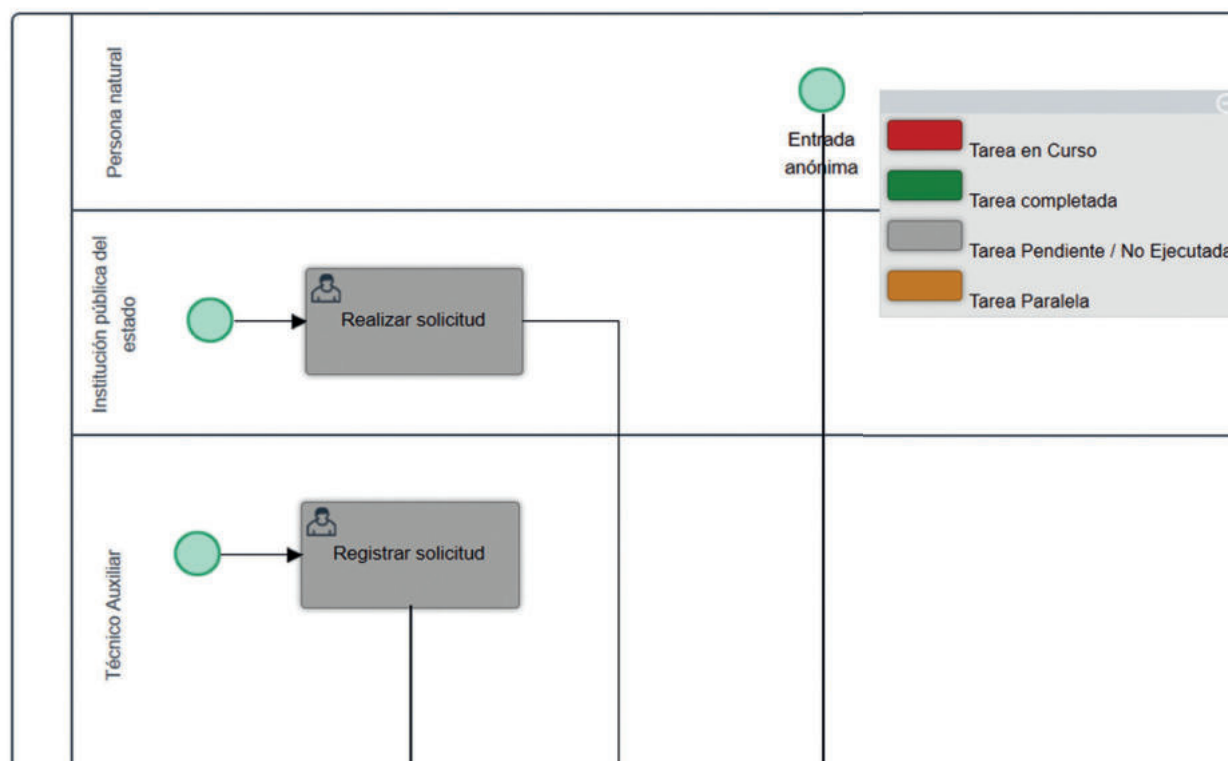 Persona natural
Entrada
anónima
Tarea en Curso
Tarea completada
Tarea Pendiente / No Ejecutada
Tarea Paralela
Institución pública del
estado
Realizar solicitud
Técnico Auxiliar
Registrar solicitud